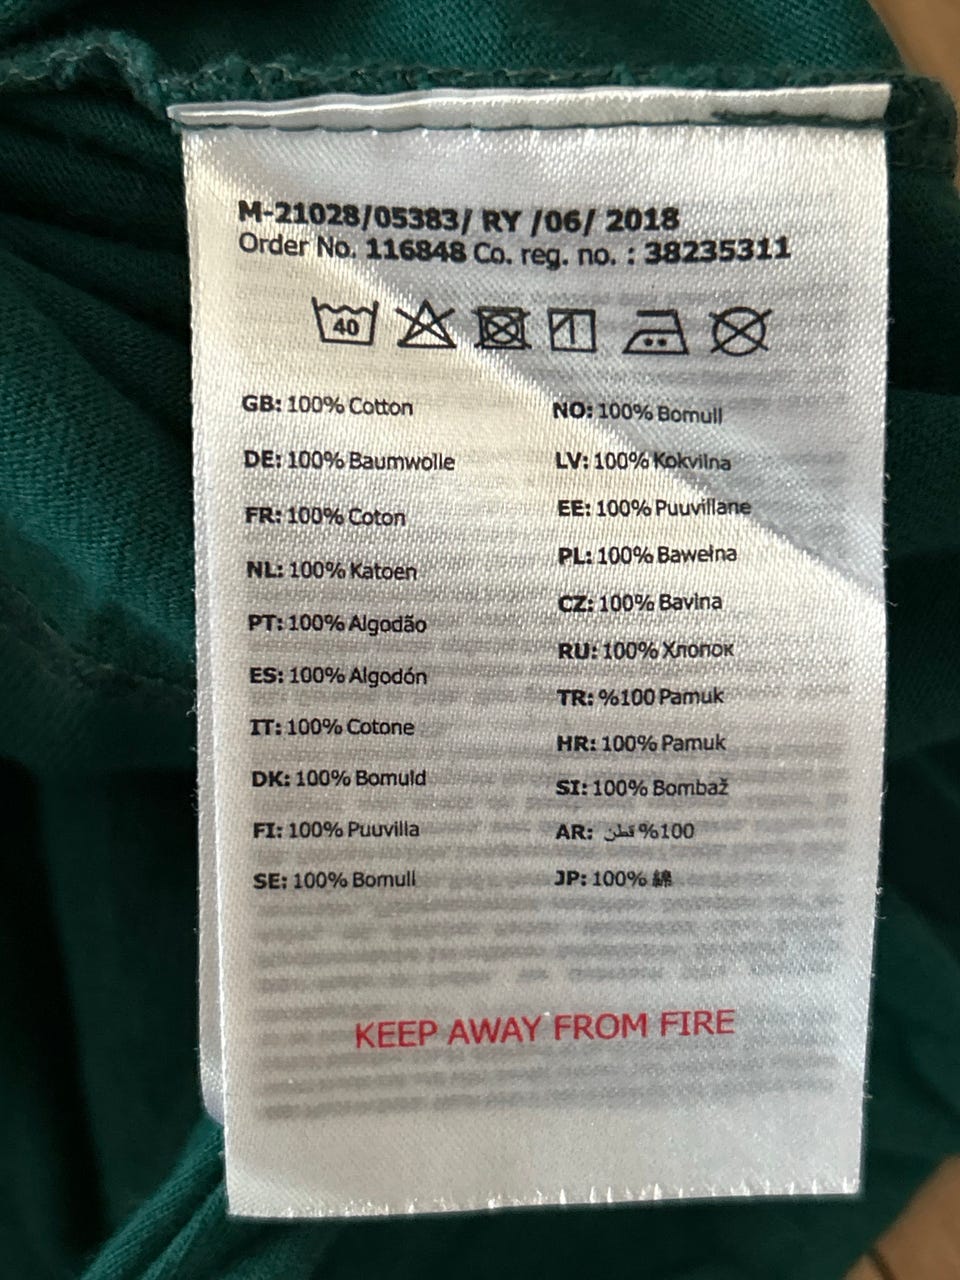 M-21028/05383/ RY /06/ 2018
Order No. 116848 Co. reg. no. : 38235311
40
GB: 100% Cotton
DE: 100% Baumwolle
FR: 100% Coton
NL: 100% Katoen
PT: 100% Algodão
ES: 100% Algodón
IT: 100% Cotone
DK: 100% Bomuld
FI: 100% Puuvilla
SE: 100% Bomull
NO: 100% Bomull
LV: 100% Kokvilna
EE: 100% Puuvillane
PL: 100% Bawełna
CZ: 100% Bavlna
RU: 100% Хлопок
TR: %100 Pamuk
HR: 100% Pamuk
SI: 100% Bombaž
AR: قطن %100
JP: 100% 綿
KEEP AWAY FROM FIRE